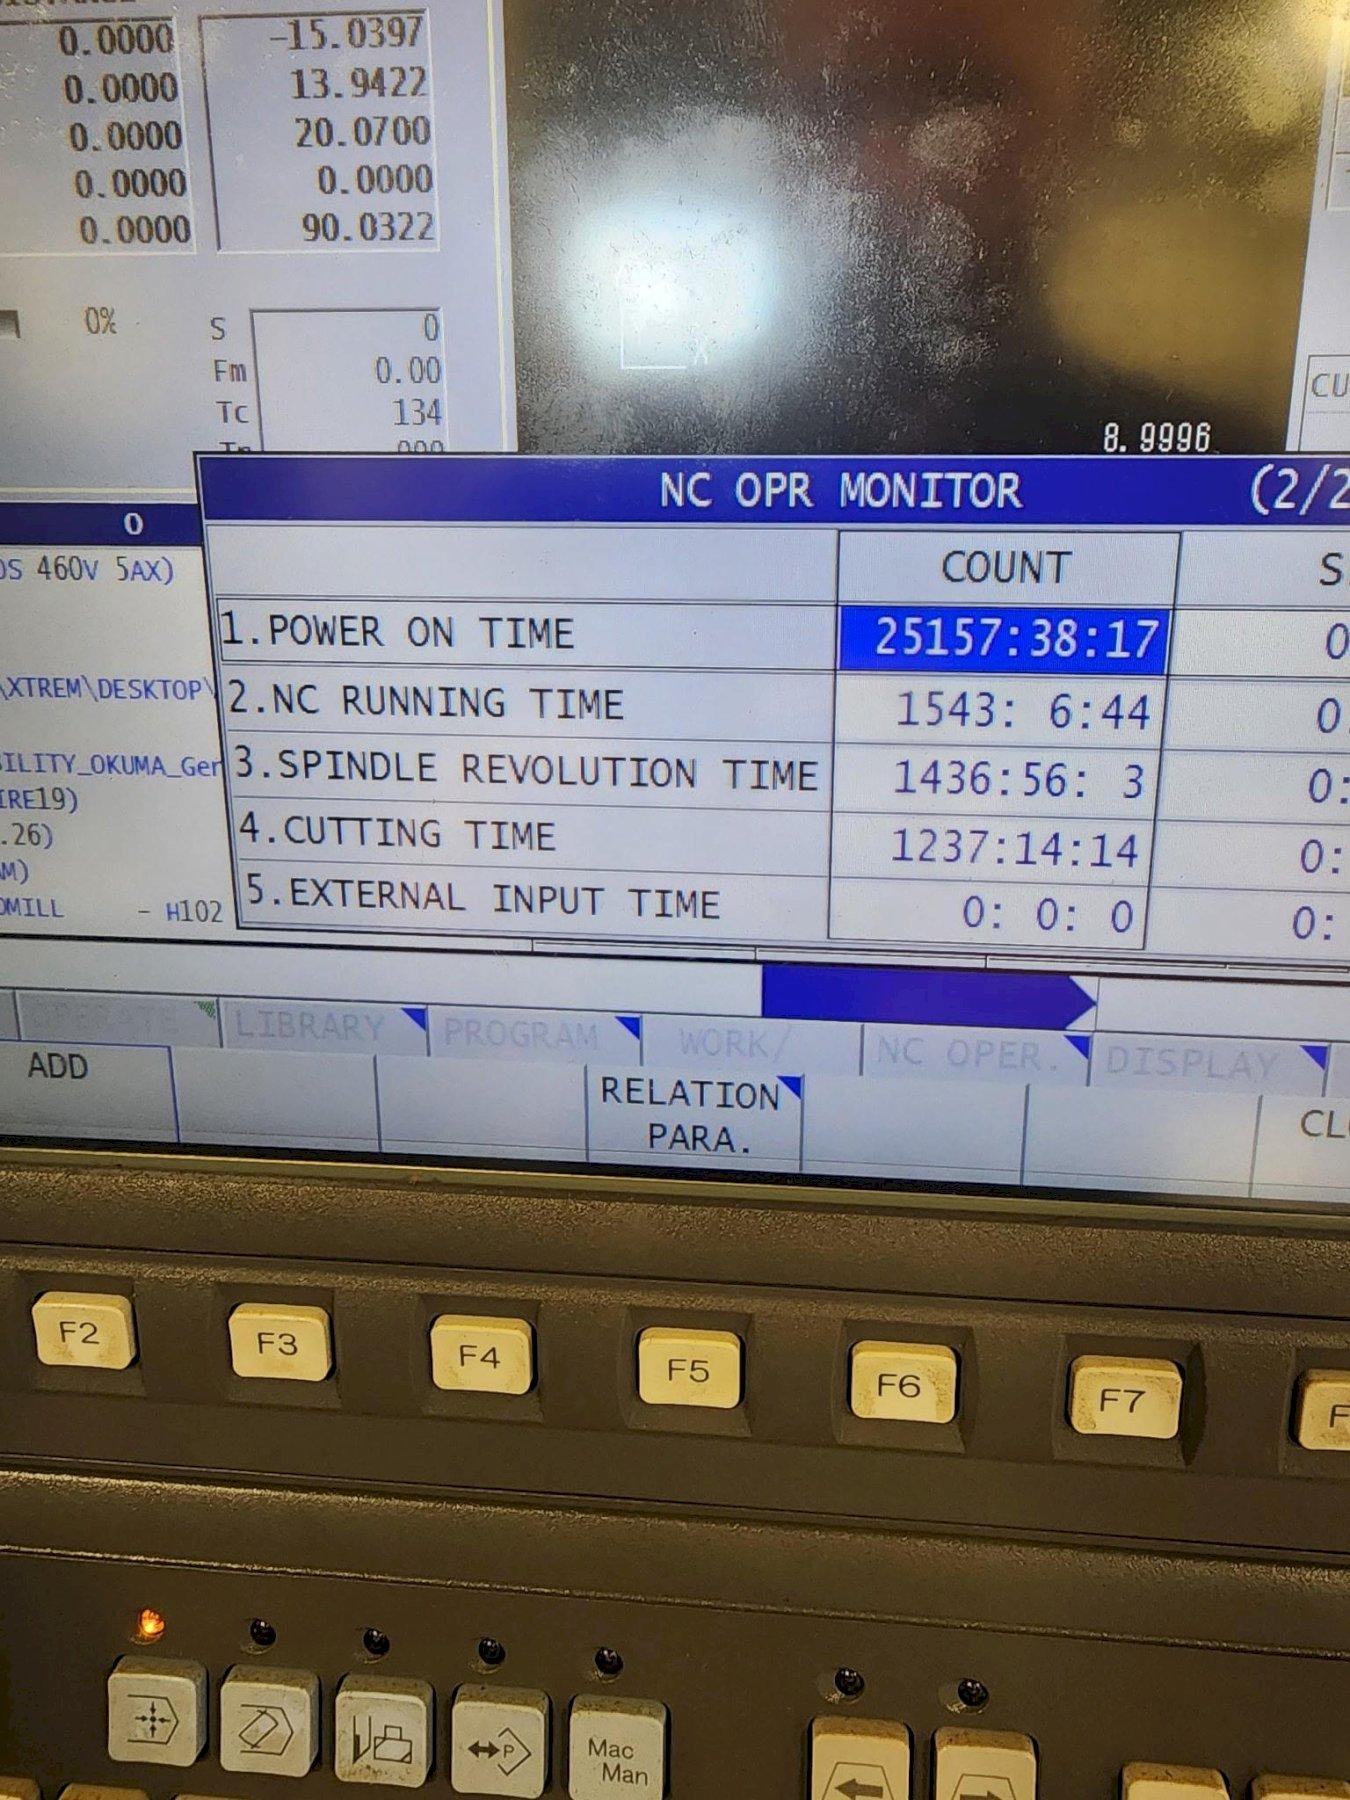 0.0000 -15.0397
0.0000 13.9422
0.0000 20.0700
0.0000 0.0000
0.0000 90.0322
0% S 0
Fm 0.00
Tc 134
8.9996
CU
NC OPR MONITOR (2/2
0
COUNT S
460V 5AX)
1.POWER ON TIME 25157:38:17 0
\XTREM\DESKTOP\
2.NC RUNNING TIME 1543: 6:44 0
ILITY_OKUMA_Ger
3.SPINDLE REVOLUTION TIME 1436:56: 3 0:
IRE19)
.26)
4.CUTTING TIME 1237:14:14 0:
M)
5.EXTERNAL INPUT TIME 0: 0: 0 0:
MILL - H102
OPERATE LIBRARY PROGRAM WORK/ NC OPER. DISPLAY
ADD RELATION PARA. CL
F2 F3 F4 F5 F6 F7 F
P
Mac
Man